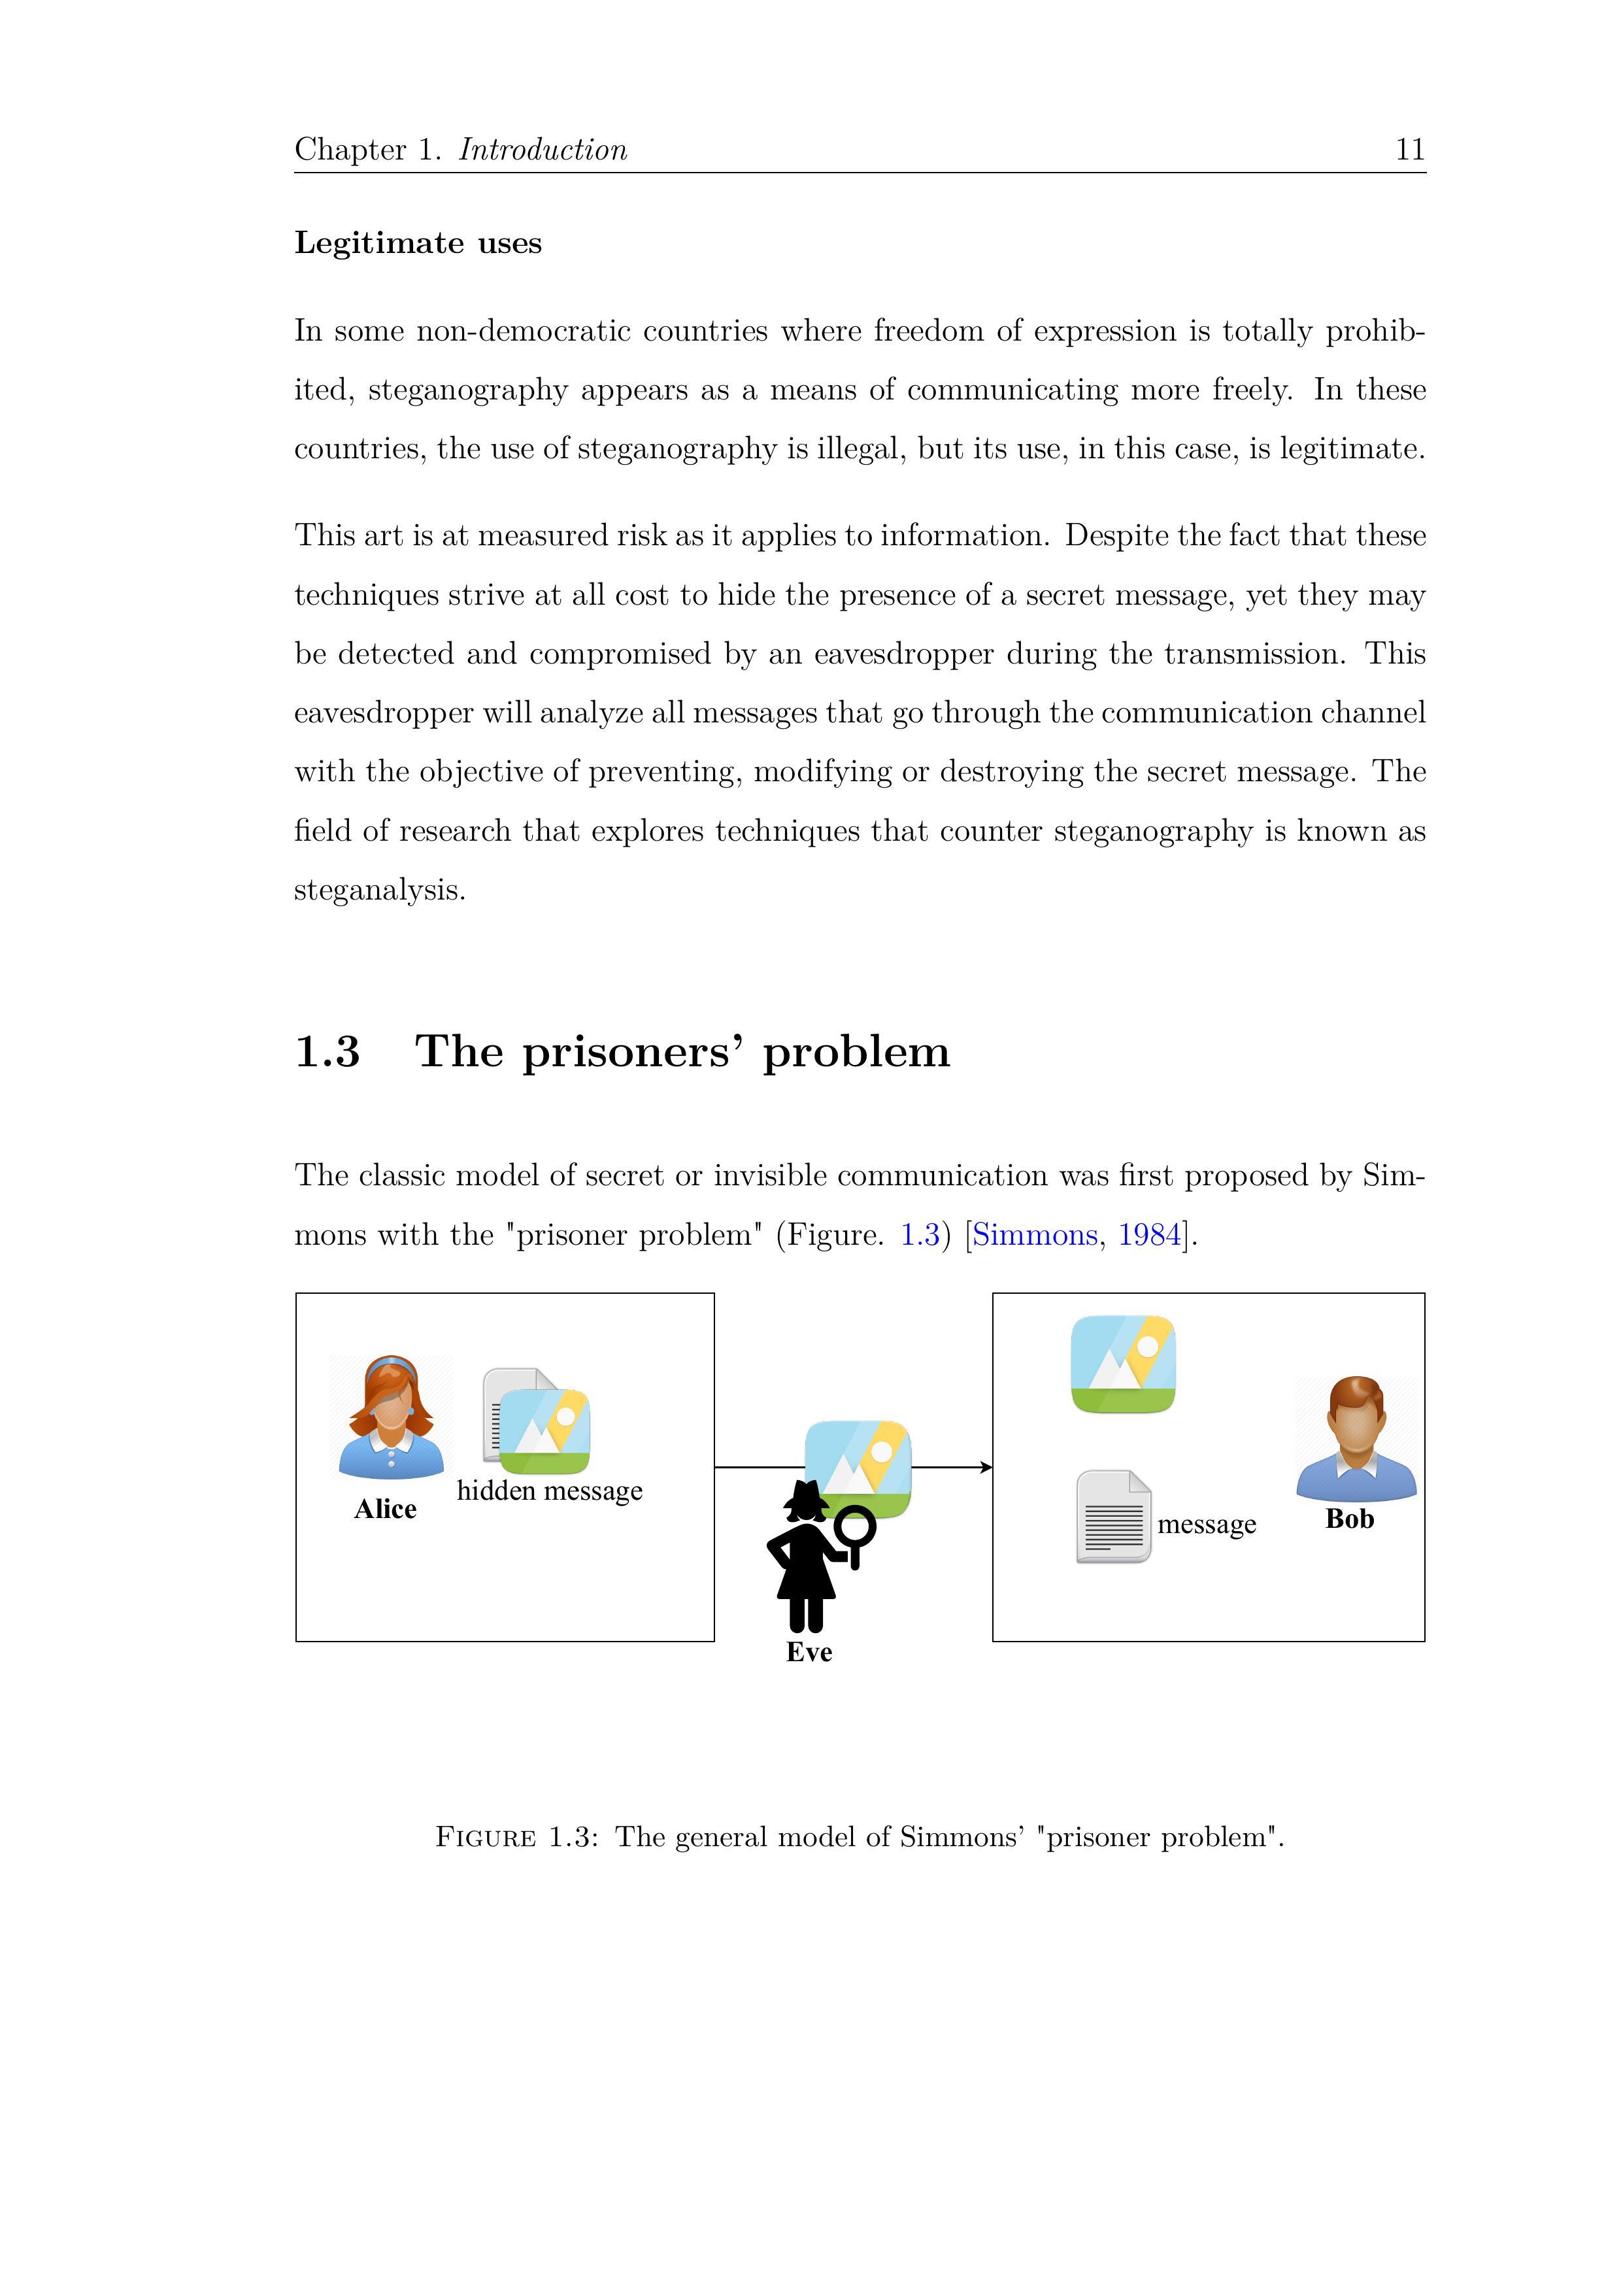 Chapter 1. Introduction 11
Legitimate uses
In some non-democratic countries where freedom of expression is totally prohib-
ited, steganography appears as a means of communicating more freely. In these
countries, the use of steganography is illegal, but its use, in this case, is legitimate.
This art is at measured risk as it applies to information. Despite the fact that these
techniques strive at all cost to hide the presence of a secret message, yet they may
be detected and compromised by an eavesdropper during the transmission. This
eavesdropper will analyze all messages that go through the communication channel
with the objective of preventing, modifying or destroying the secret message. The
field of research that explores techniques that counter steganography is known as
steganalysis.
1.3 The prisoners' problem
The classic model of secret or invisible communication was first proposed by Sim-
mons with the "prisoner problem" (Figure. 1.3) [Simmons, 1984].
Alice
hidden message
Eve
message
Bob
Figure 1.3: The general model of Simmons' "prisoner problem".